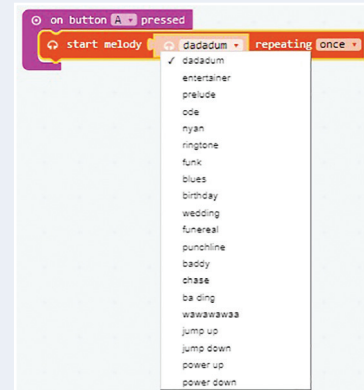 on button A pressed
start melody dadadum repeating once
✓ dadadum
entertainer
prelude
ode
nyan
ringtone
funk
blues
birthday
wedding
funereal
punchline
baddy
chase
ba ding
wawawawaa
jump up
jump down
power up
power down